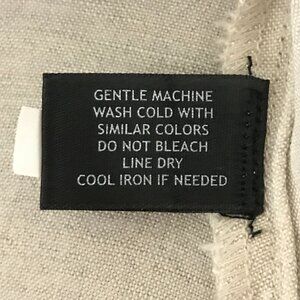 GENTLE MACHINE
WASH COLD WITH
SIMILAR COLORS
DO NOT BLEACH
LINE DRY
COOL IRON IF NEEDED